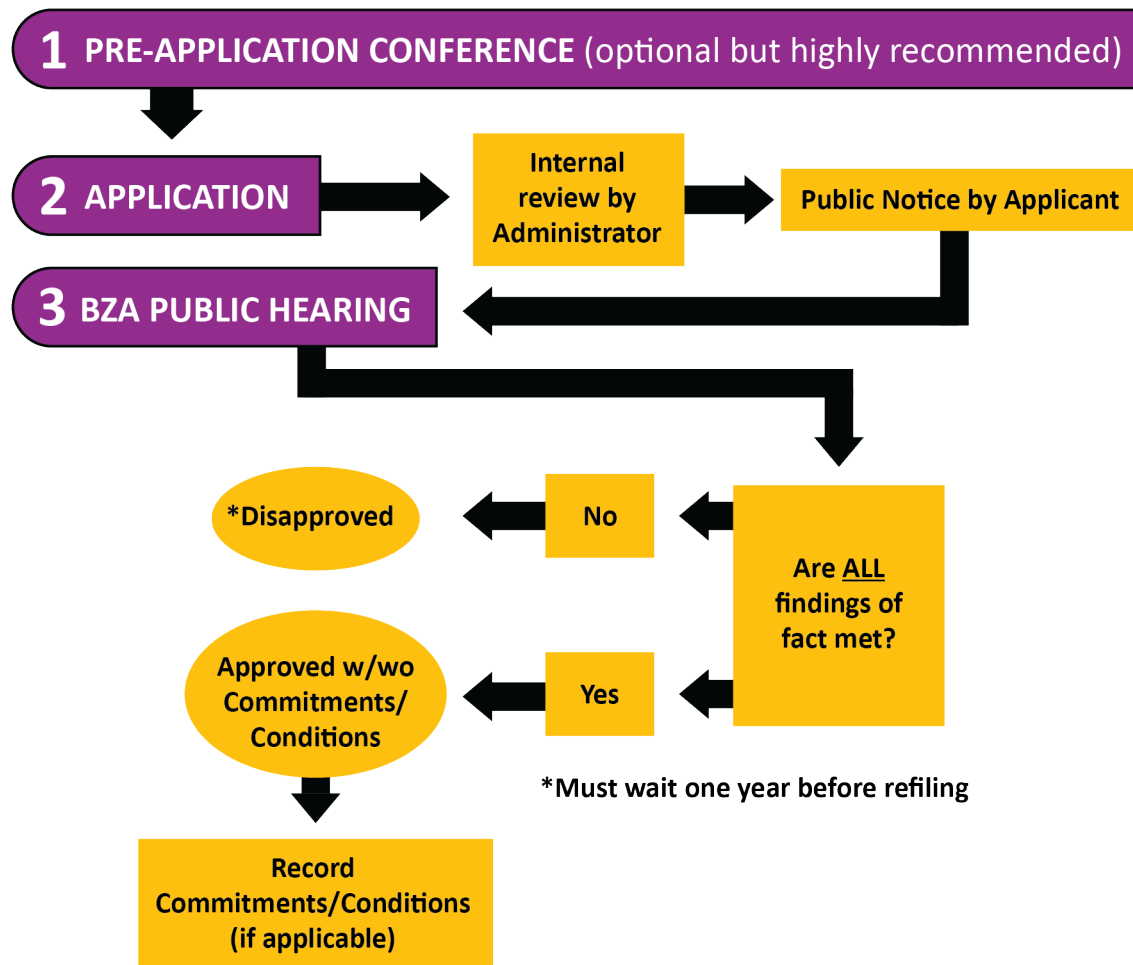 1 PRE-APPLICATION CONFERENCE (optional but highly recommended)
2 APPLICATION
Internal
review by
Administrator
Public Notice by Applicant
3 BZA PUBLIC HEARING
*Disapproved
No
Are ALL
findings of
fact met?
Approved w/wo
Commitments/
Conditions
Yes
*Must wait one year before refiling
Record
Commitments/Conditions
(if applicable)